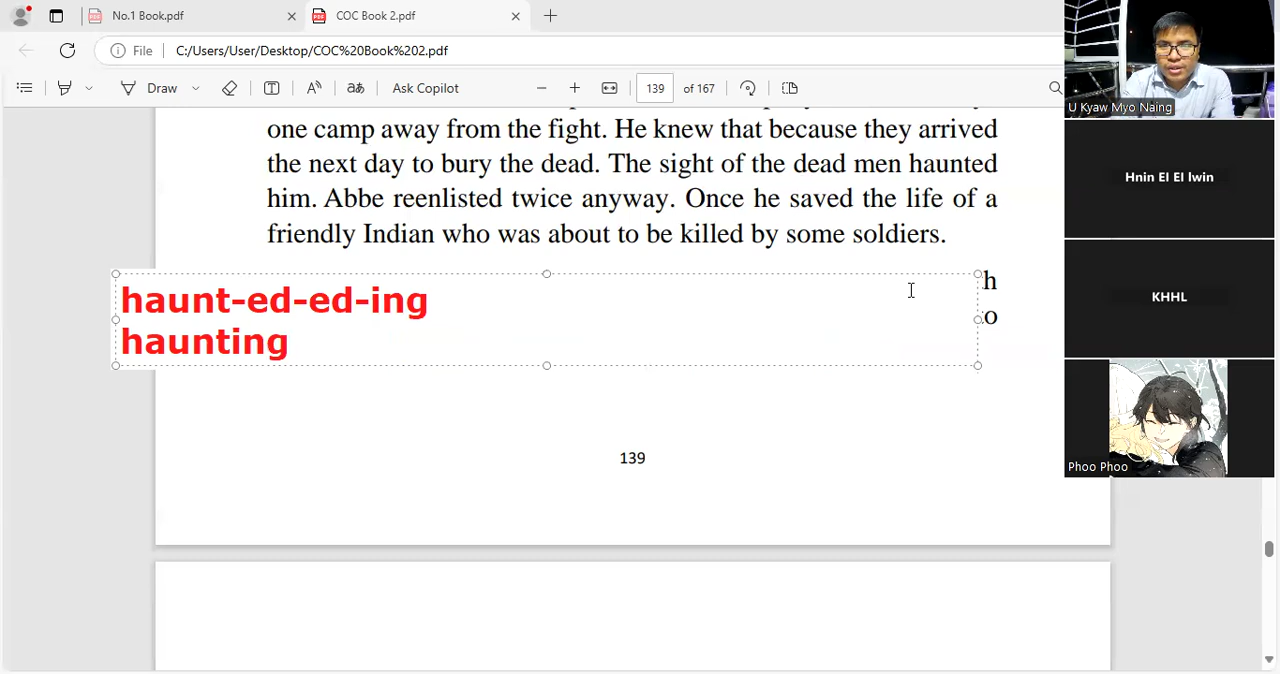 No.1 Book.pdf
COC Book 2.pdf
File
C:/Users/User/Desktop/COC%20Book%202.pdf
Draw
Ask Copilot
139
of 167
one camp away from the fight. He knew that because they arrived
the next day to bury the dead. The sight of the dead men haunted
him. Abbe reenlisted twice anyway. Once he saved the life of a
friendly Indian who was about to be killed by some soldiers.
h
haunt-ed-ed-ing
to
haunting
139
U Kyaw Myo Naing
Hnin EI EI lwin
KHHL
Phoo Phoo